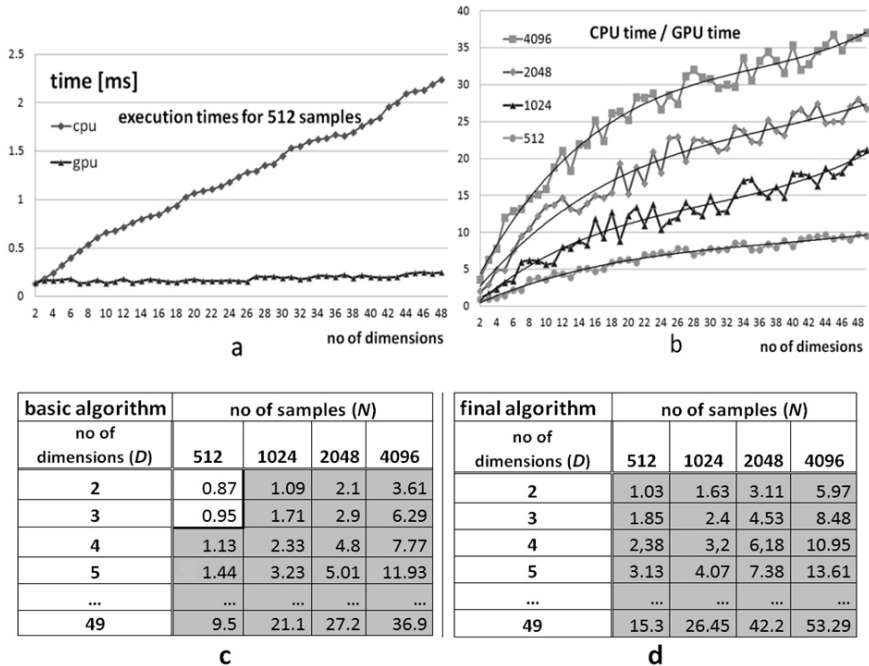 2.5
2
1.5
1
0.5
0
time [ms]
execution times for 512 samples
cpu
gpu
2 4 6 8 10 12 14 16 18 20 22 24 26 28 30 32 34 36 38 40 42 44 46 48
a
no of dimensions
40
35
30
25
20
15
10
5
0
CPU time / GPU time
4096
2048
1024
512
2 4 6 8 10 12 14 16 18 20 22 24 26 28 30 32 34 36 38 40 42 44 46 48
b
no of dimesions
basic algorithm no of samples (N)
no of
dimensions (D) 512 1024 2048 4096
2 0.87 1.09 2.1 3.61
3 0.95 1.71 2.9 6.29
4 1.13 2.33 4.8 7.77
5 1.44 3.23 5.01 11.93
... ... ... ... ...
49 9.5 21.1 27.2 36.9
c
final algorithm no of samples (N)
no of
dimensions (D) 512 1024 2048 4096
2 1.03 1.63 3.11 5.97
3 1.85 2.4 4.53 8.48
4 2,38 3,2 6,18 10.95
5 3.13 4.07 7.38 13.61
... ... ... ... ...
49 15.3 26.45 42.2 53.29
d